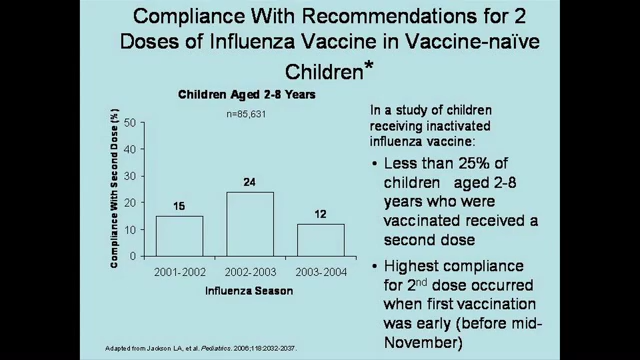 Compliance With Recommendations for 2
Doses of Influenza Vaccine in Vaccine-naïve
Children*
Children Aged 2-8 Years
n=85,631
Compliance With Second Dose (%)
50
40
30
20
10
0
15
24
12
2001-2002
2002-2003
2003-2004
Influenza Season
In a study of children
receiving inactivated
influenza vaccine:
• Less than 25% of
children aged 2-8
years who were
vaccinated received a
second dose
• Highest compliance
for 2nd dose occurred
when first vaccination
was early (before mid-
November)
Adapted from Jackson LA, et al. Pediatrics. 2006;118:2032-2037.